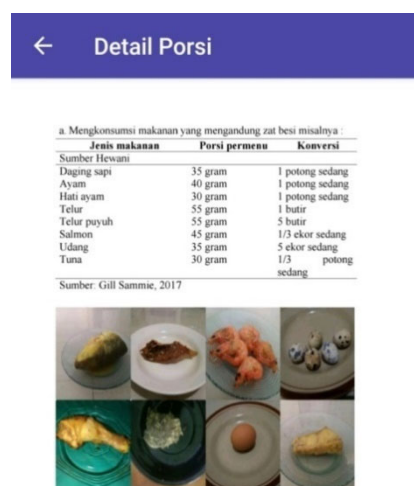 Detail Porsi
a. Mengkonsumsi makanan yang mengandung zat besi misalnya :
Jenis makanan Porsi permenu Konversi
Sumber Hewani
Daging sapi 35 gram 1 potong sedang
Ayam 40 gram 1 potong sedang
Hati ayam 30 gram 1 potong sedang
Telur 55 gram 1 butir
Telur puyuh 55 gram 5 butir
Salmon 45 gram 1/3 ekor sedang
Udang 35 gram 5 ekor sedang
Tuna 30 gram 1/3 potong
sedang
Sumber: Gill Sammie, 2017